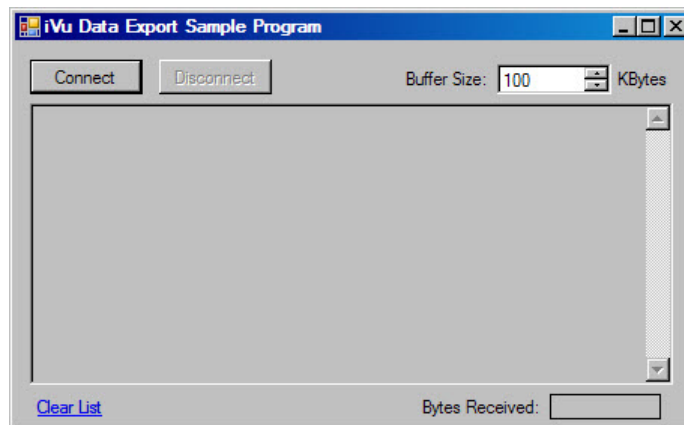 iVu Data Export Sample Program
Connect Disconnect Buffer Size: 100 KBytes
Clear List Bytes Received: